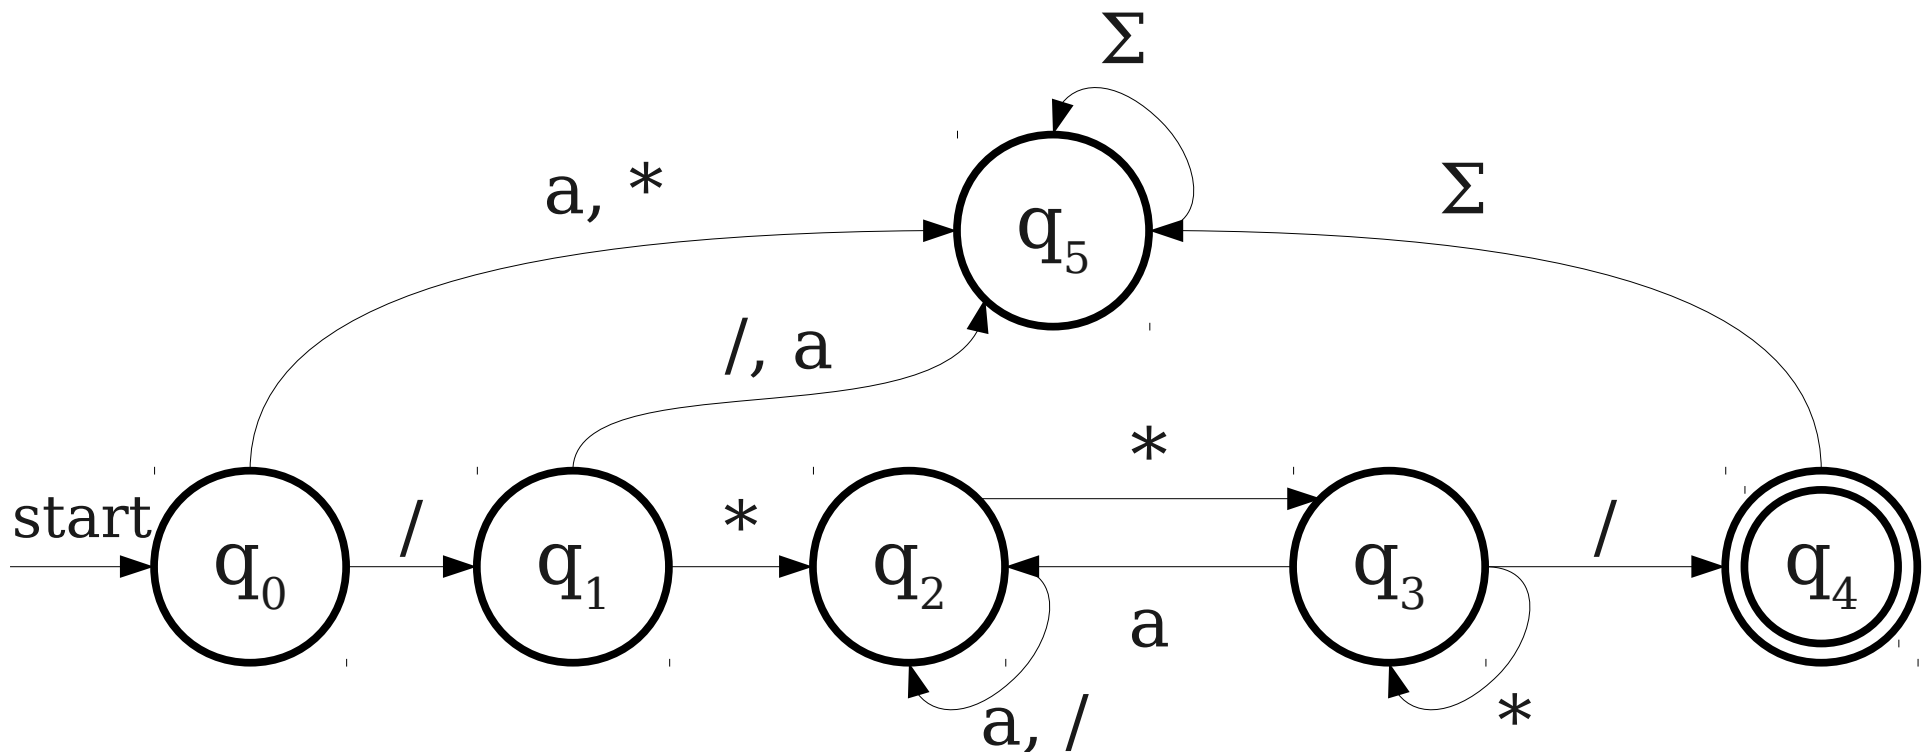 Σ
a, *
Σ
q5
/, a
*
start
/
*
/
q0
q1
q2
q3
q4
a
a, /
*